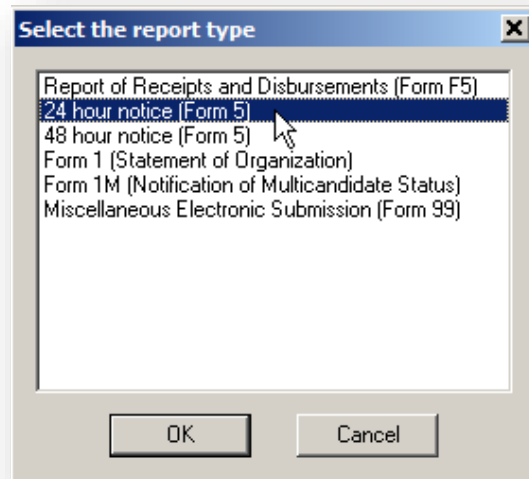 Select the report type
Report of Receipts and Disbursements (Form F5)
24 hour notice (Form 5)
48 hour notice (Form 5)
Form 1 (Statement of Organization)
Form 1M (Notification of Multicandidate Status)
Miscellaneous Electronic Submission (Form 99)
OK
Cancel